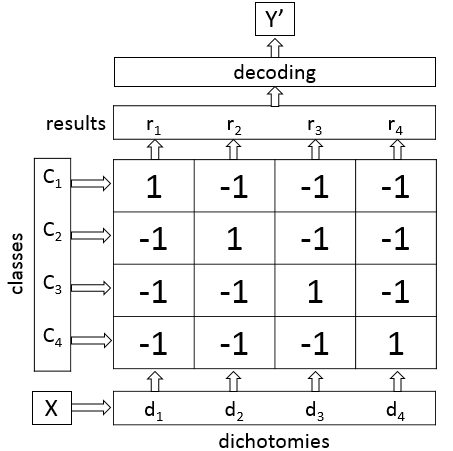 Y’
decoding
results r₁ r₂ r₃ r₄
classes
C₁ 1 -1 -1 -1
C₂ -1 1 -1 -1
C₃ -1 -1 1 -1
C₄ -1 -1 -1 1
X d₁ d₂ d₃ d₄
dichotomies